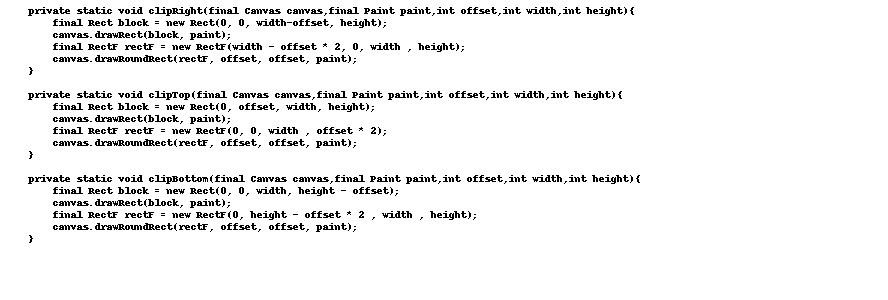 private static void clipRight(final Canvas canvas,final Paint paint,int offset,int width,int height){
final Rect block = new Rect(0, 0, width-offset, height);
canvas.drawRect(block, paint);
final RectF rectF = new RectF(width - offset * 2, 0, width , height);
canvas.drawRoundRect(rectF, offset, offset, paint);
}
private static void clipTop(final Canvas canvas,final Paint paint,int offset,int width,int height){
final Rect block = new Rect(0, offset, width, height);
canvas.drawRect(block, paint);
final RectF rectF = new RectF(0, 0, width , offset * 2);
canvas.drawRoundRect(rectF, offset, offset, paint);
}
private static void clipBottom(final Canvas canvas,final Paint paint,int offset,int width,int height){
final Rect block = new Rect(0, 0, width, height - offset);
canvas.drawRect(block, paint);
final RectF rectF = new RectF(0, height - offset * 2 , width , height);
canvas.drawRoundRect(rectF, offset, offset, paint);
}